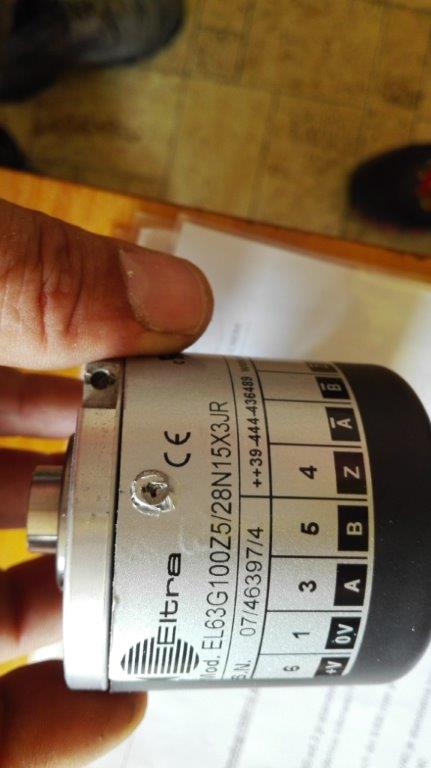 Eltra CE
Mod. EL63G100Z5/28N15X3JR
S.N. 07/46397/4 ++39-444-436489
6 1 3 5 4
+V 0V A B Z A̅ B̅